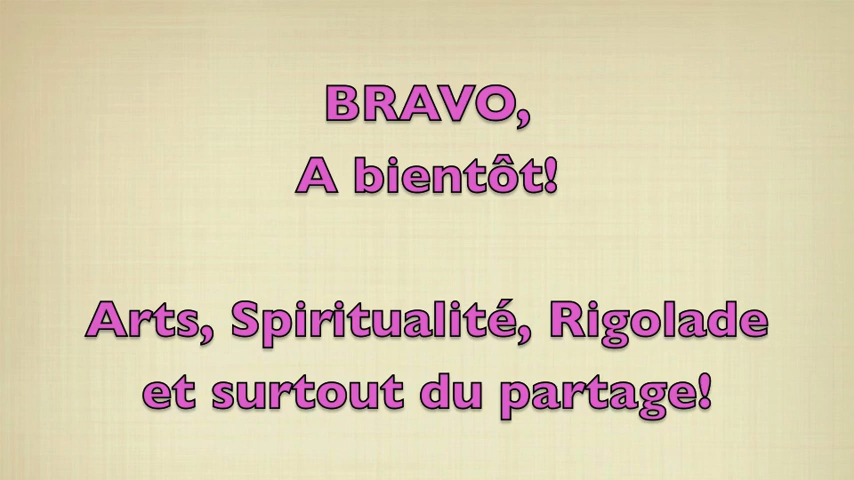 BRAVO,
A bientôt!
Arts, Spiritualité, Rigolade
et surtout du partage!